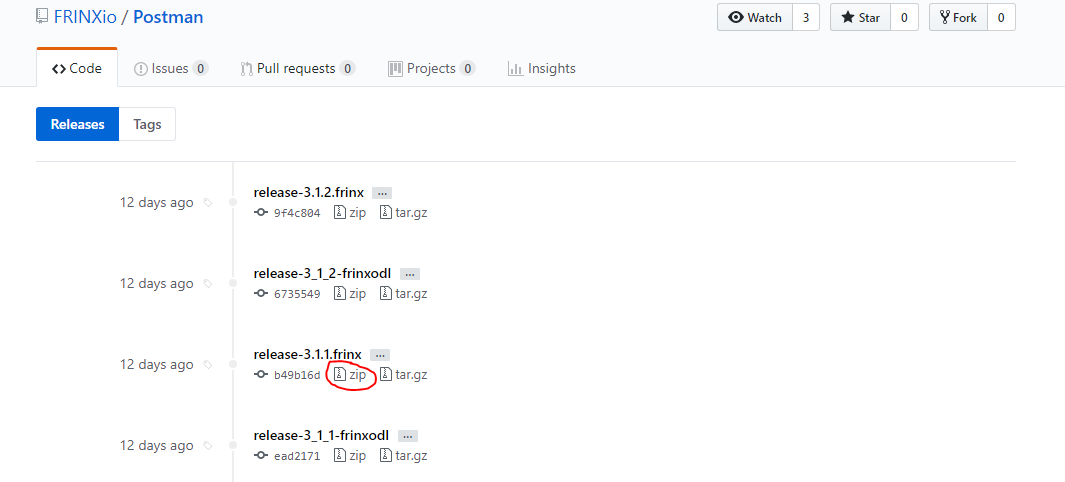 FRINXio / Postman
Watch 3 Star 0 Fork 0
Code Issues 0 Pull requests 0 Projects 0 Insights
Releases Tags
release-3.1.2.frinx ...
12 days ago
9f4c804 zip tar.gz
release-3_1_2-frinxodl ...
12 days ago
6735549 zip tar.gz
release-3.1.1.frinx ...
12 days ago
b49b16d zip tar.gz
release-3_1_1-frinxodl ...
12 days ago
ead2171 zip tar.gz